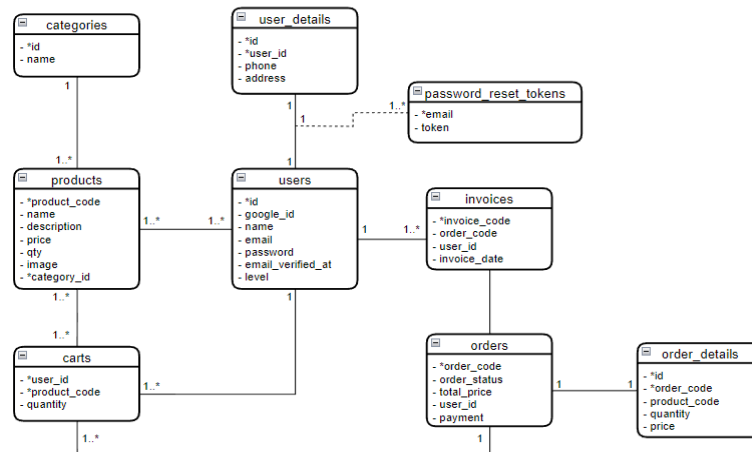 categories
- *id
- name
1
1..*
user_details
- *id
- *user_id
- phone
- address
1
1
1
1..*
password_reset_tokens
- *email
- token
products
- *product_code
- name
- description
- price
- qty
- image
- *category_id
1..*
1..*
1..*
1..*
users
- *id
- google_id
- name
- email
- password
- email_verified_at
- level
1
1..*
1
1..*
invoices
- *invoice_code
- order_code
- user_id
- invoice_date
carts
- *user_id
- *product_code
- quantity
1..*
orders
- *order_code
- order_status
- total_price
- user_id
- payment
1
1
1
order_details
- *id
- *order_code
- product_code
- quantity
- price